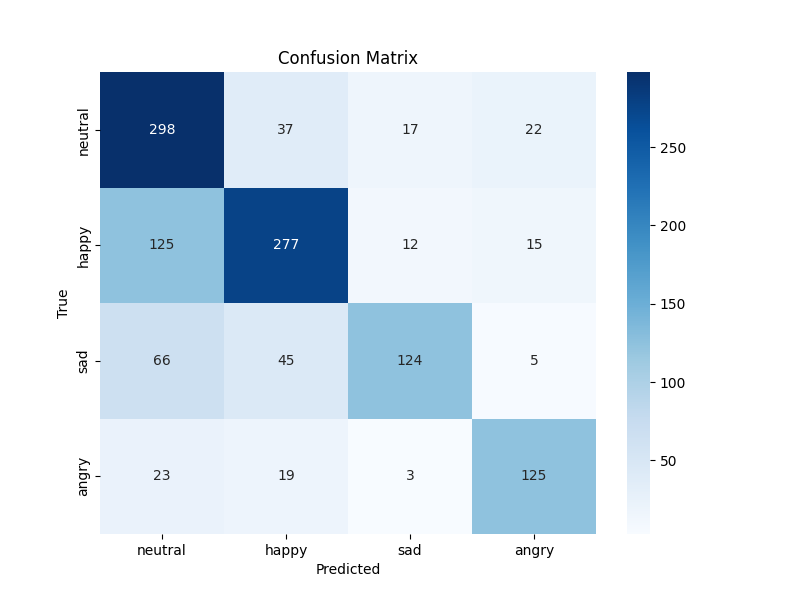 Confusion Matrix
neutral 298 37 17 22
happy 125 277 12 15
sad 66 45 124 5
angry 23 19 3 125
True
neutral happy sad angry
Predicted
250
200
150
100
50